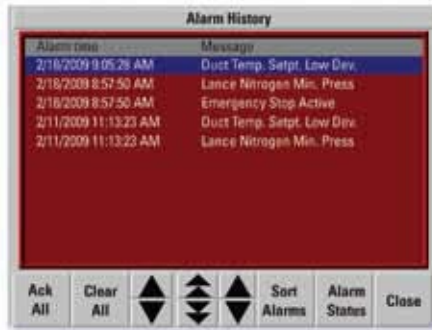 Alarm History
Alarm time Message
2/18/2009 9:05:28 AM Duct Temp. Setpt. Low Dev.
2/18/2009 8:57:50 AM Lance Nitrogen Min. Press
2/18/2009 8:57:50 AM Emergency Stop Active
2/11/2009 11:13:23 AM Duct Temp. Setpt. Low Dev.
2/11/2009 11:13:23 AM Lance Nitrogen Min. Press
Ack All
Clear All
Sort Alarms
Alarm States
Close